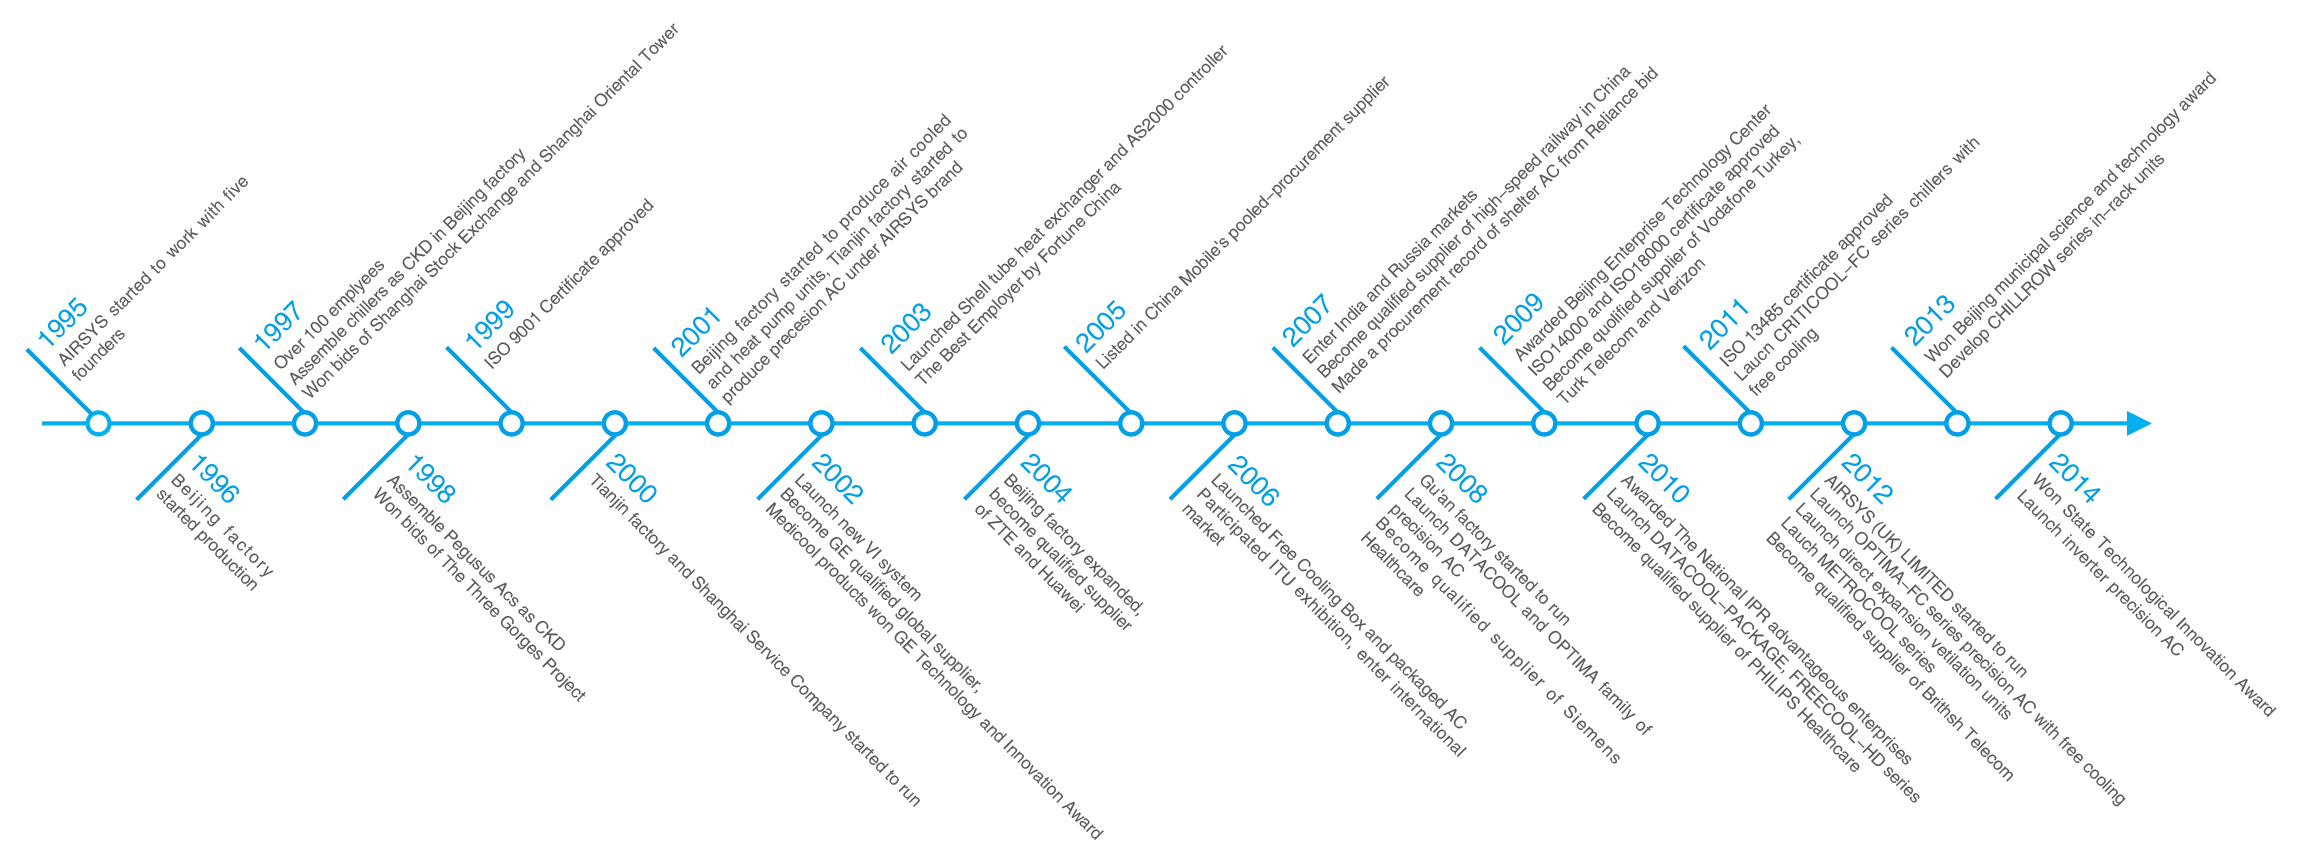 1995
AIRSYS started to work with five
founders
1996
Beijing factory
started production
1997
Over 100 emplyees
Assemble chillers as CKD in Beijing factory
Won bids of Shanghai Stock Exchange and Shanghai Oriental Tower
1998
Assemble Pegusus Acs as CKD
Won bids of The Three Gorges Project
1999
ISO 9001 Certificate approved
2000
Tianjin factory and Shanghai Service Company started to run
2001
Beijing factory started to produce air cooled
and heat pump units, Tianjin factory started to
produce precesion AC under AIRSYS brand
2002
Launch new VI system
Become GE qualified global supplier,
Medicool products won GE Technology and Innovation Award
2003
Launched Shell tube heat exchanger and AS2000 controller
The Best Employer by Fortune China
2004
Beijing factory expanded,
become qualified supplier
of ZTE and Huawei
2005
Listed in China Mobile's pooled–procurement supplier
2006
Launched Free Cooling Box and packaged AC
Participated ITU exhibition, enter international
market
2007
Enter India and Russia markets
Become qualified supplier of high–speed railway in China
Made a procurement record of shelter AC from Reliance bid
2008
Gu'an factory started to run
Launch DATACOOL and OPTIMA family of
precision AC
Become qualified supplier of Siemens
Healthcare
2009
Awarded Beijing Enterprise Technology Center
ISO14000 and ISO18000 certificate approved
Become quolified supplier of Vodafone Turkey,
Turk Telecom and Verizon
2010
Awarded The National IPR advantageous enterprises
Launch DATACOOL–PACKAGE, FREECOOL–HD series
Become qualified supplier of PHILIPS Healthcare
2011
ISO 13485 certificate approved
Laucn CRITICOOL–FC series chillers with
free cooling
2012
AIRSYS (UK) LIMITED started to run
Launch OPTIMA–FC series precision AC with free cooling
Launch direct expansion vetilation units
Lauch METROCOOL series
Become qualified supplier of Brithsh Telecom
2013
Won Beijing municipal science and technology award
Develop CHILLROW series in–rack units
2014
Won State Technological Innovation Award
Launch inverter precision AC